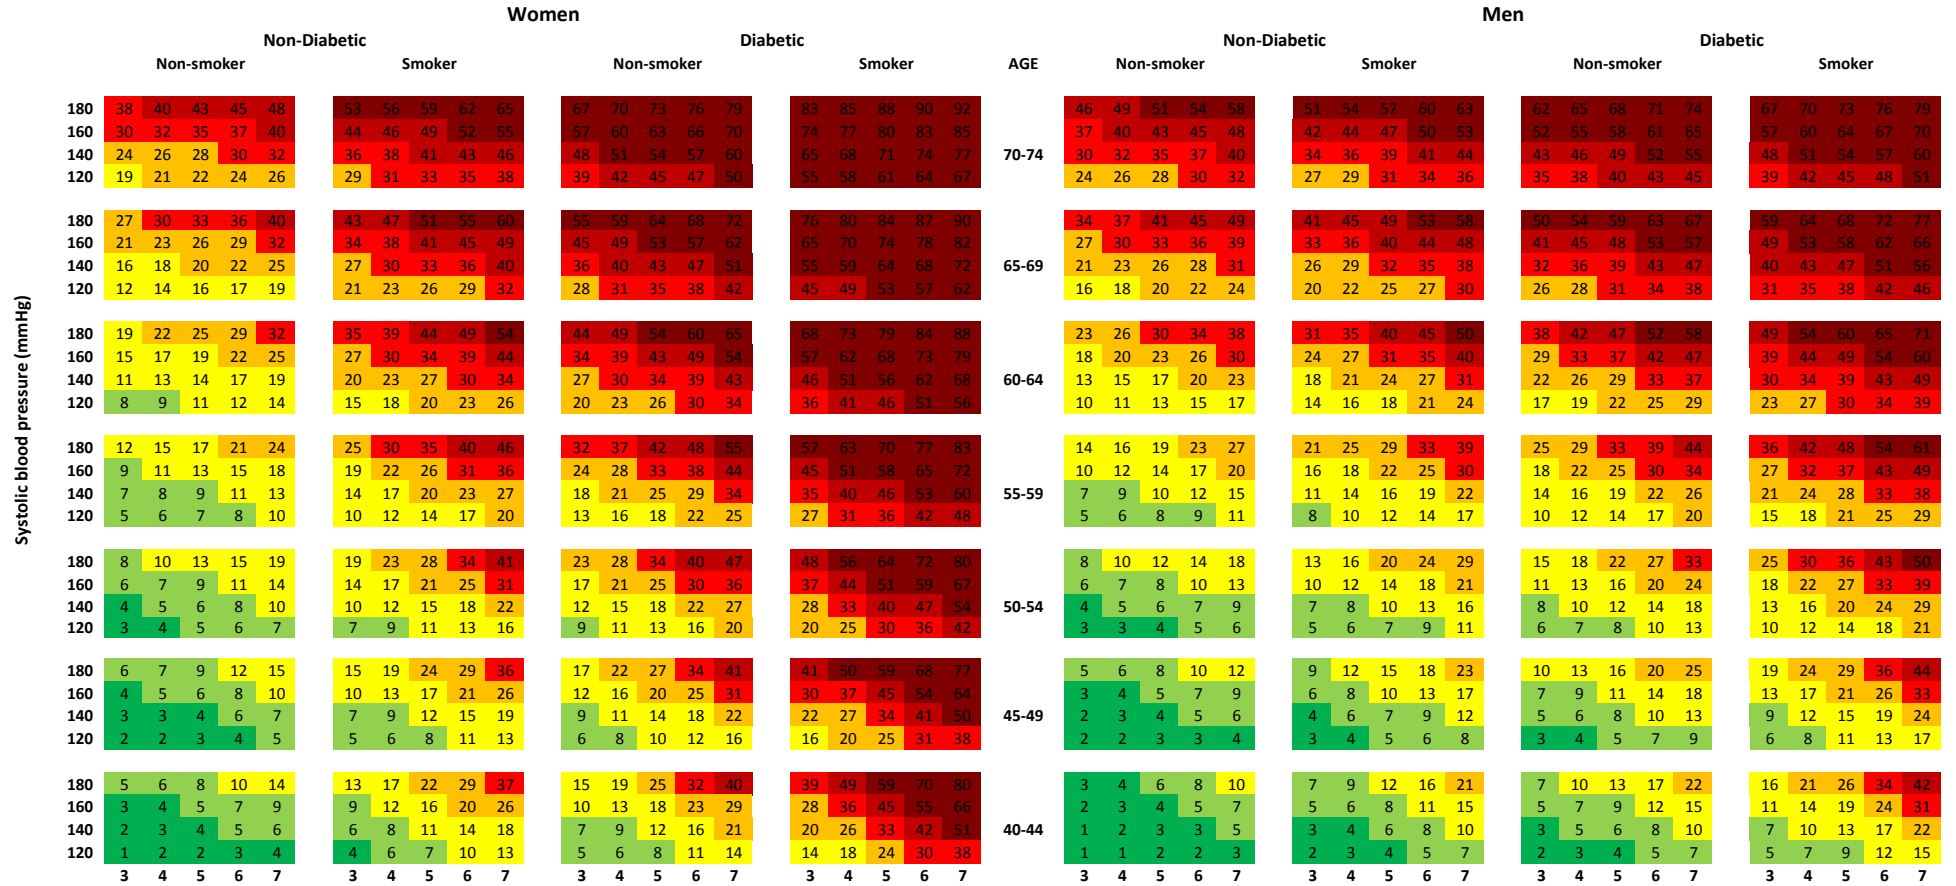 Women Men
Non-Diabetic Diabetic Non-Diabetic Diabetic
Non-smoker Smoker Non-smoker Smoker AGE Non-smoker Smoker Non-smoker Smoker
Systolic blood pressure (mmHg)
180 38 40 43 45 48 53 56 59 62 65 67 70 73 76 79 83 85 88 90 92 46 49 51 54 58 51 54 57 60 63 62 65 68 71 74 67 70 73 76 79
160 30 32 35 37 40 44 46 49 52 55 57 60 63 66 70 74 77 80 83 85 37 40 43 45 48 42 44 47 50 53 52 55 58 61 65 57 60 64 67 70
140 24 26 28 30 32 36 38 41 43 46 48 51 54 57 60 65 68 71 74 77 70-74 30 32 35 37 40 34 36 39 41 44 43 46 49 52 55 48 51 54 57 60
120 19 21 22 24 26 29 31 33 35 38 39 42 45 47 50 55 58 61 64 67 24 26 28 30 32 27 29 31 34 36 35 38 40 43 45 39 42 45 48 51
180 27 30 33 36 40 43 47 51 55 60 55 59 64 68 72 76 80 84 87 90 34 37 41 45 49 41 45 49 53 58 50 54 59 63 67 59 64 68 72 77
160 21 23 26 29 32 34 38 41 45 49 45 49 53 57 62 65 70 74 78 82 27 30 33 36 39 33 36 40 44 48 41 45 48 53 57 49 53 58 62 66
140 16 18 20 22 25 27 30 33 36 40 36 40 43 47 51 55 59 64 68 72 65-69 21 23 26 28 31 26 29 32 35 38 32 36 39 43 47 40 43 47 51 56
120 12 14 16 17 19 21 23 26 29 32 28 31 35 38 42 45 49 53 57 62 16 18 20 22 24 20 22 25 27 30 26 28 31 34 38 31 35 38 42 46
180 19 22 25 29 32 35 39 44 49 54 44 49 54 60 65 68 73 79 84 88 23 26 30 34 38 31 35 40 45 50 38 42 47 52 58 49 54 60 65 71
160 15 17 19 22 25 27 30 34 39 44 34 39 43 49 54 57 62 68 73 79 18 20 23 26 30 24 27 31 35 40 29 33 37 42 47 39 44 49 54 60
140 11 13 14 17 19 20 23 27 30 34 27 30 34 39 43 46 51 56 62 68 60-64 13 15 17 20 23 18 21 24 27 31 22 26 29 33 37 30 34 39 43 49
120 8 9 11 12 14 15 18 20 23 26 20 23 26 30 34 36 41 46 51 56 10 11 13 15 17 14 16 18 21 24 17 19 22 25 29 23 27 30 34 39
180 12 15 17 21 24 25 30 35 40 46 32 37 42 48 55 57 63 70 77 83 14 16 19 23 27 21 25 29 33 39 25 29 33 39 44 36 42 48 54 61
160 9 11 13 15 18 19 22 26 31 36 24 28 33 38 44 45 51 58 65 72 10 12 14 17 20 16 18 22 25 30 18 22 25 30 34 27 32 37 43 49
140 7 8 9 11 13 14 17 20 23 27 18 21 25 29 34 35 40 46 53 60 55-59 7 9 10 12 15 11 14 16 19 22 14 16 19 22 26 21 24 28 33 38
120 5 6 7 8 10 10 12 14 17 20 13 16 18 22 25 27 31 36 42 48 5 6 8 9 11 8 10 12 14 17 10 12 14 17 20 15 18 21 25 29
180 8 10 13 15 19 19 23 28 34 41 23 28 34 40 47 48 56 64 72 80 8 10 12 14 18 13 16 20 24 29 15 18 22 27 33 25 30 36 43 50
160 6 7 9 11 14 14 17 21 25 31 17 21 25 30 36 37 44 51 59 67 6 7 8 10 13 10 12 14 18 21 11 13 16 20 24 18 22 27 33 39
140 4 5 6 8 10 10 12 15 18 22 12 15 18 22 27 28 33 40 47 54 50-54 4 5 6 7 9 7 8 10 13 16 8 10 12 14 18 13 16 20 24 29
120 3 4 5 6 7 7 9 11 13 16 9 11 13 16 20 20 25 30 36 42 3 3 4 5 6 5 6 7 9 11 6 7 8 10 13 10 12 14 18 21
180 6 7 9 12 15 15 19 24 29 36 17 22 27 34 41 41 50 59 68 77 5 6 8 10 12 9 12 15 18 23 10 13 16 20 25 19 24 29 36 44
160 4 5 6 8 10 10 13 17 21 26 12 16 20 25 31 30 37 45 54 64 3 4 5 7 9 6 8 10 13 17 7 9 11 14 18 13 17 21 26 33
140 3 3 4 6 7 7 9 12 15 19 9 11 14 18 22 22 27 34 41 50 45-49 2 3 4 5 6 4 6 7 9 12 5 6 8 10 13 9 12 15 19 24
120 2 2 3 4 5 5 6 8 11 13 6 8 10 12 16 16 20 25 31 38 2 2 3 3 4 3 4 5 6 8 3 4 5 7 9 6 8 11 13 17
180 5 6 8 10 14 13 17 22 29 37 15 19 25 32 40 39 49 59 70 80 3 4 6 8 10 7 9 12 16 21 7 10 13 17 22 16 21 26 34 42
160 3 4 5 7 9 9 12 16 20 26 10 13 18 23 29 28 36 45 55 66 2 3 4 5 7 5 6 8 11 15 5 7 9 12 15 11 14 19 24 31
140 2 3 4 5 6 6 8 11 14 18 7 9 12 16 21 20 26 33 42 51 40-44 1 2 3 3 5 3 4 6 8 10 3 5 6 8 10 7 10 13 17 22
120 1 2 2 3 4 4 6 7 10 13 5 6 8 11 14 14 18 24 30 38 1 1 2 2 3 2 3 4 5 7 2 3 4 5 7 5 7 9 12 15
3 4 5 6 7 3 4 5 6 7 3 4 5 6 7 3 4 5 6 7 3 4 5 6 7 3 4 5 6 7 3 4 5 6 7 3 4 5 6 7